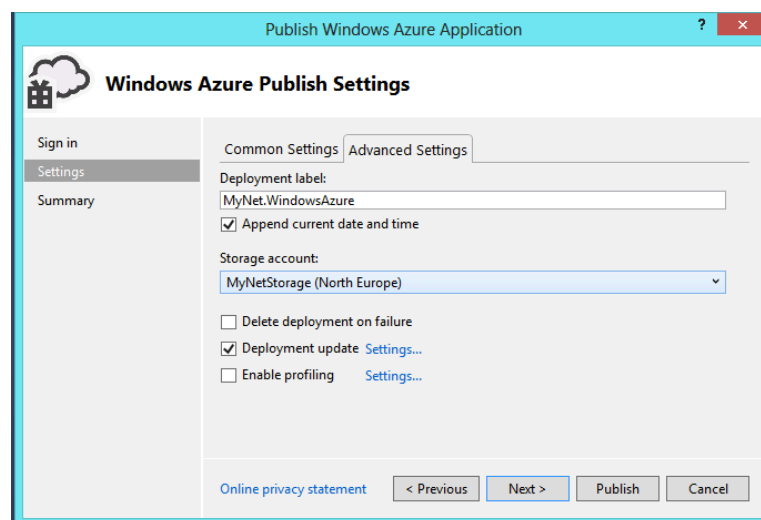 Publish Windows Azure Application
?
Windows Azure Publish Settings
Sign in
Settings
Summary
Common Settings Advanced Settings
Deployment label:
MyNet.WindowsAzure
Append current date and time
Storage account:
MyNetStorage (North Europe)
Delete deployment on failure
Deployment update Settings...
Enable profiling Settings...
Online privacy statement < Previous Next > Publish Cancel